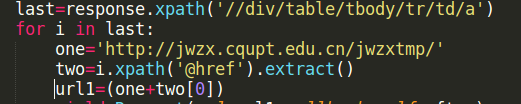 last=response.xpath('//div/table/tbody/tr/td/a')
for i in last:
one='http://jwzx.cqupt.edu.cn/jwzxtmp/'
two=i.xpath('@href').extract()
url1=(one+two[0])